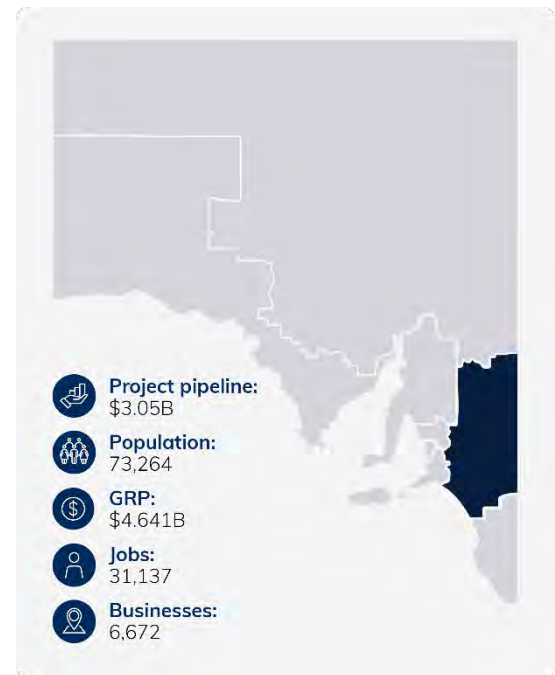 Project pipeline:
$3.05B
Population:
73,264
GRP:
$4.641B
Jobs:
31,137
Businesses:
6,672